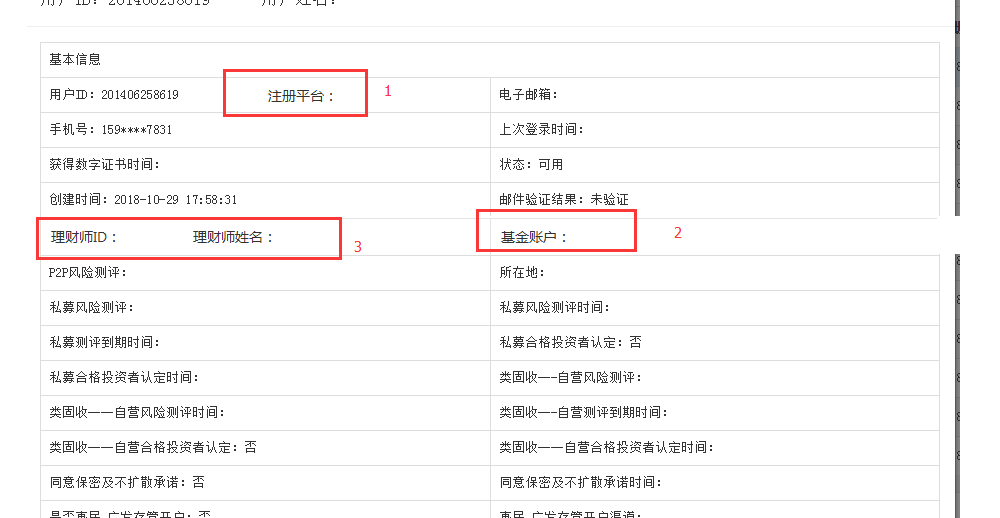 用户ID: 201406258619 用户姓名:
基本信息
用户ID: 201406258619 注册平台: 1 电子邮箱:
手机号: 159****7831 上次登录时间:
获得数字证书时间: 状态: 可用
创建时间: 2018-10-29 17:58:31 邮件验证结果: 未验证
理财师ID: 理财师姓名: 3 基金账户: 2
P2P风险测评: 所在地:
私募风险测评: 私募风险测评时间:
私募测评到期时间: 私募合格投资者认定: 否
私募合格投资者认定时间: 类固收——-自营风险测评:
类固收———自营风险测评时间: 类固收——-自营测评到期时间:
类固收———自营合格投资者认定: 否 类固收———自营合格投资者认定时间:
同意保密及不扩散承诺: 否 同意保密及不扩散承诺时间:
是否惠民-广发存管开户: 否 惠民-广发存管开户渠道: